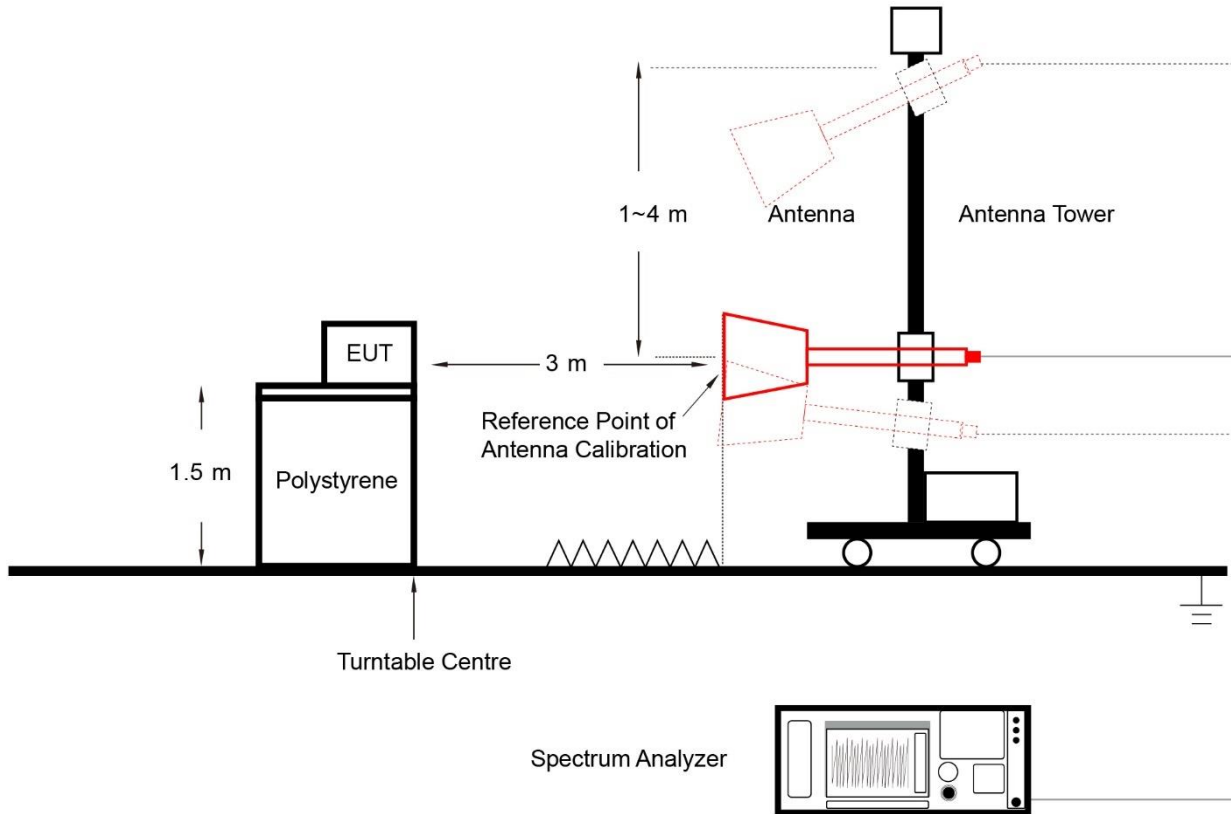 1~4 m
Antenna
Antenna Tower
EUT
3 m
Reference Point of
Antenna Calibration
1.5 m
Polystyrene
Turntable Centre
Spectrum Analyzer